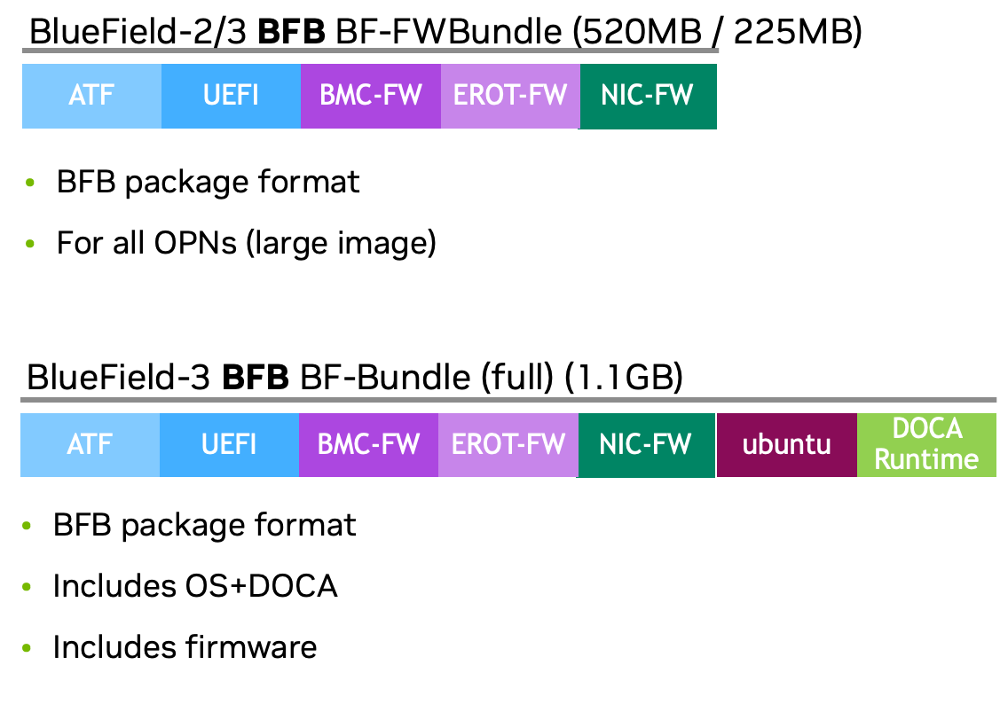 BlueField-2/3 BFB BF-FWBundle (520MB / 225MB)
ATF UEFI BMC-FW EROT-FW NIC-FW
• BFB package format
• For all OPNs (large image)
BlueField-3 BFB BF-Bundle (full) (1.1GB)
ATF UEFI BMC-FW EROT-FW NIC-FW ubuntu DOCA
Runtime
• BFB package format
• Includes OS+DOCA
• Includes firmware